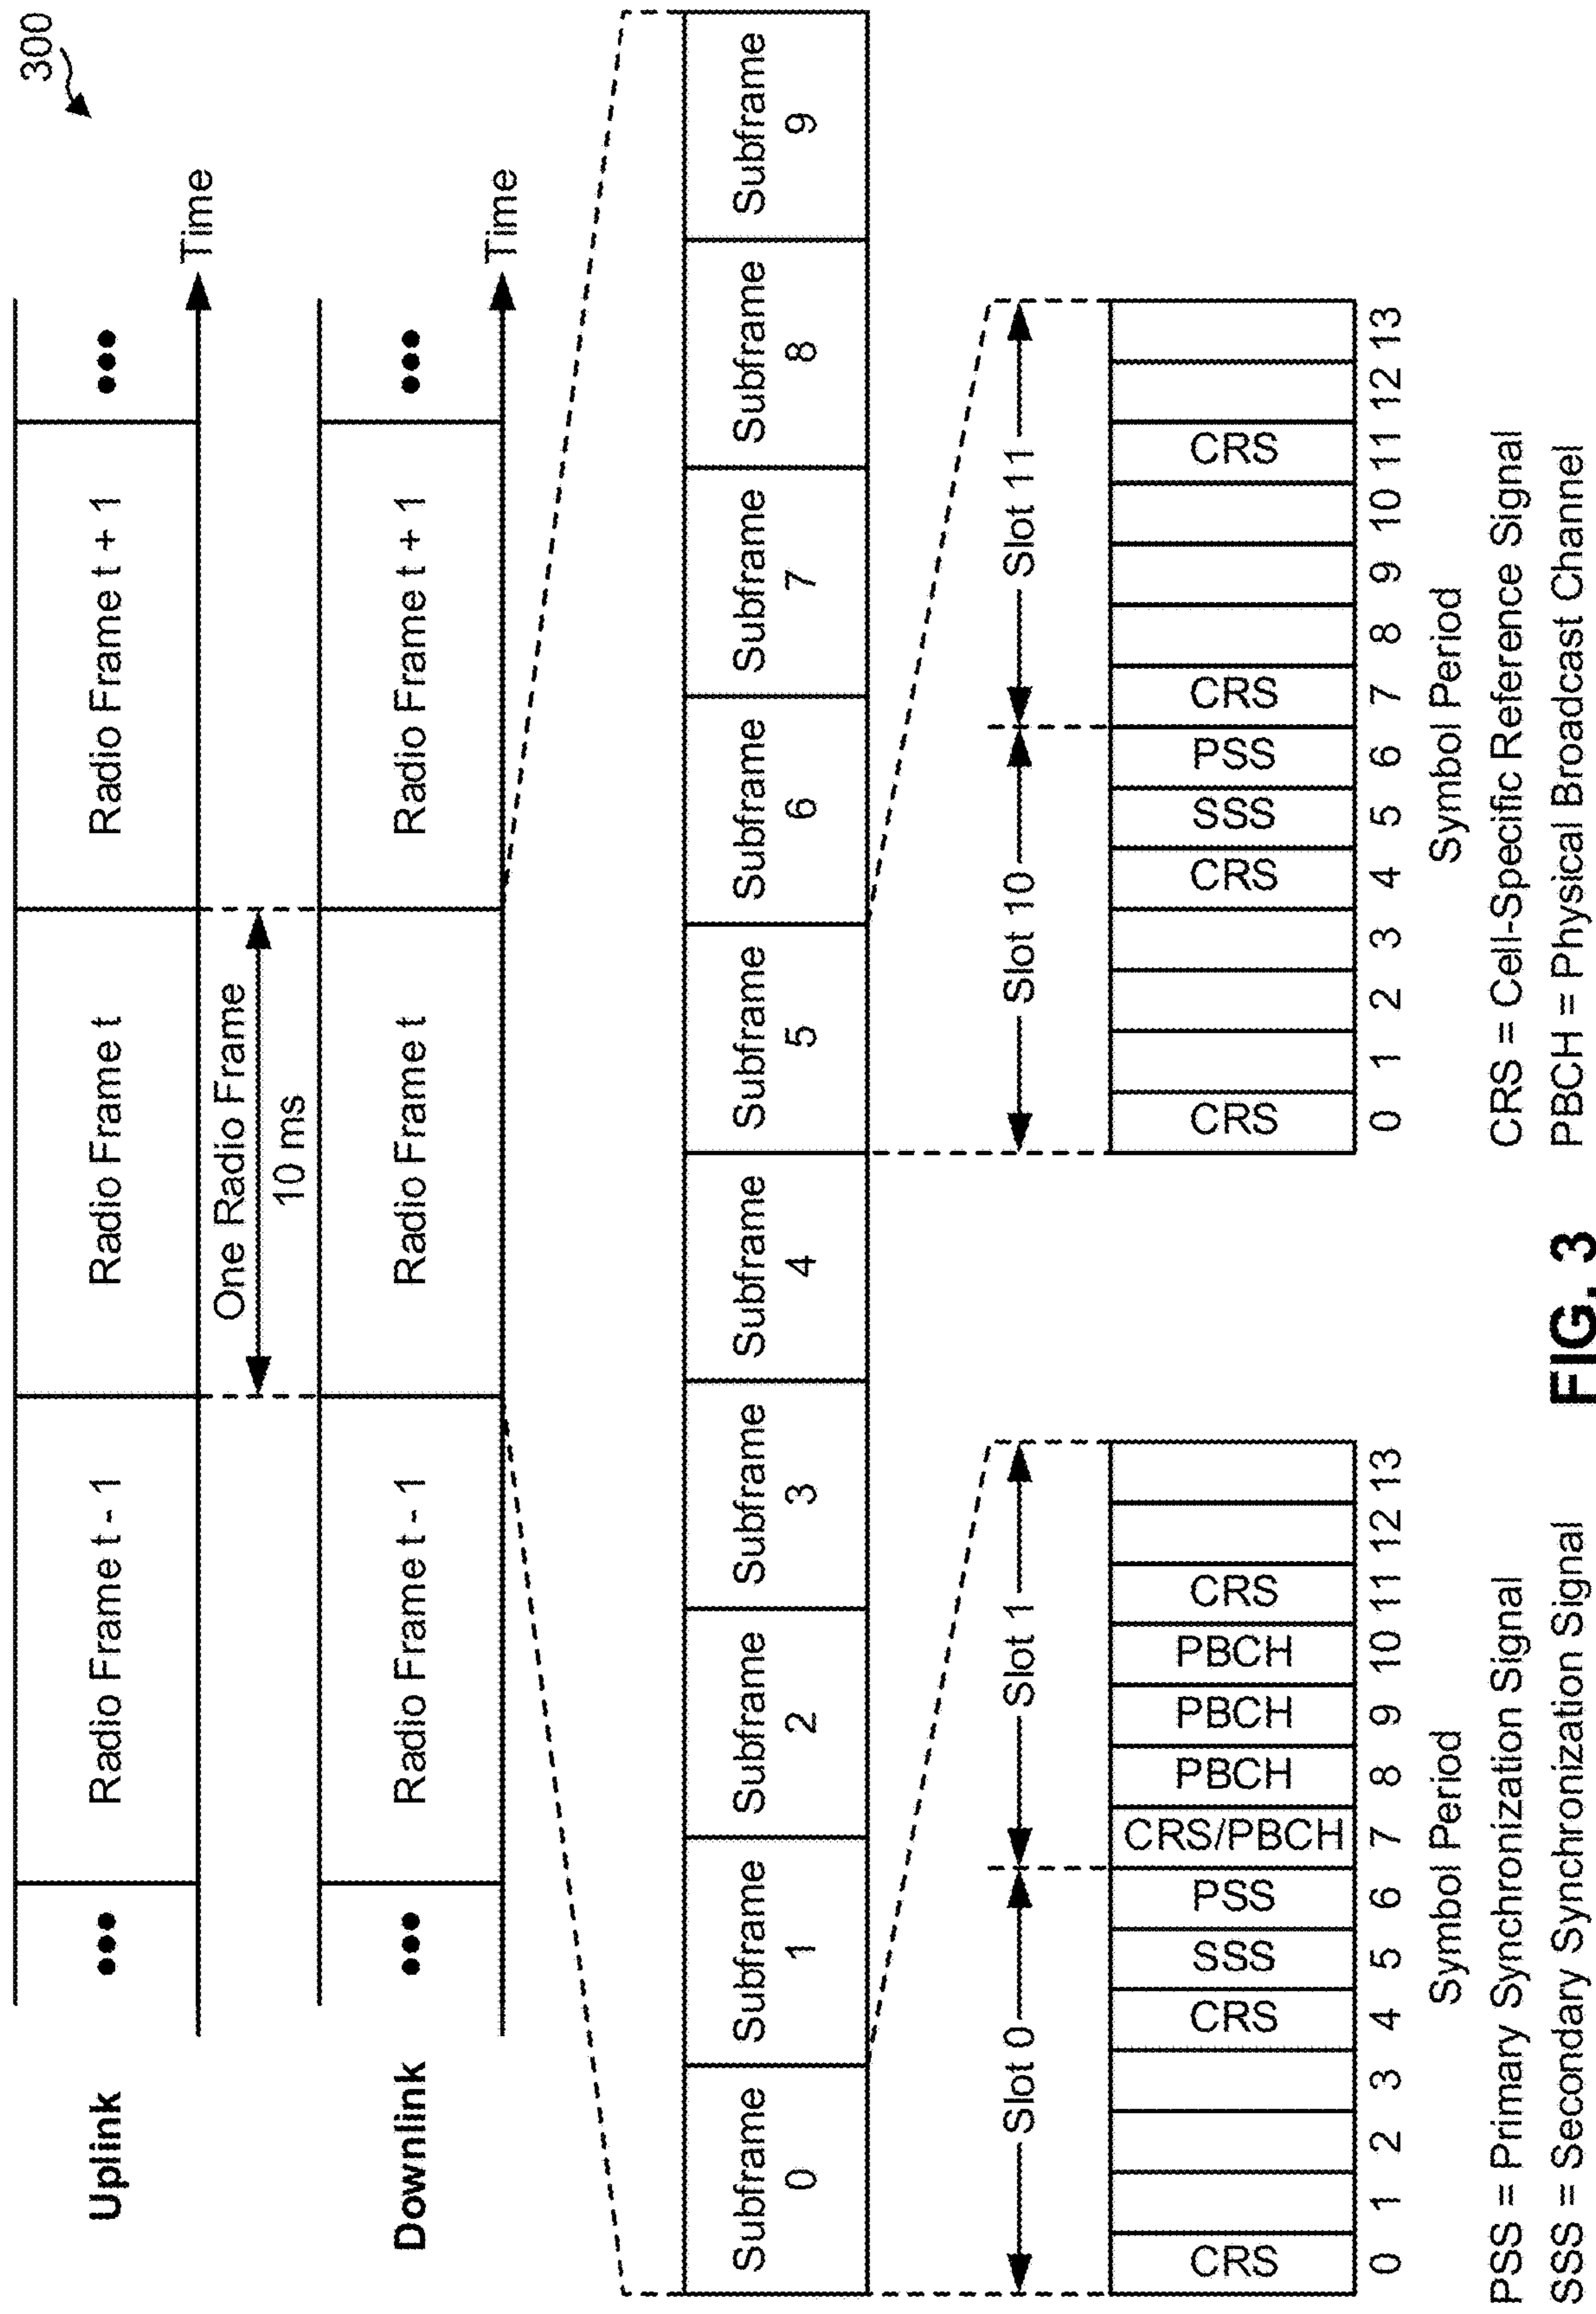 300
Uplink
••• Radio Frame t - 1 Radio Frame t Radio Frame t + 1 •••
Time
One Radio Frame
10 ms
Downlink
••• Radio Frame t - 1 Radio Frame t Radio Frame t + 1 •••
Time
Subframe Subframe Subframe Subframe Subframe Subframe Subframe Subframe Subframe Subframe
0 1 2 3 4 5 6 7 8 9
Slot 0 Slot 1
CRS CRS SSS PSS CRS/PBCH PBCH PBCH PBCH CRS
0 1 2 3 4 5 6 7 8 9 10 11 12 13
Symbol Period
Slot 10 Slot 11
CRS CRS SSS PSS CRS CRS
0 1 2 3 4 5 6 7 8 9 10 11 12 13
Symbol Period
PSS = Primary Synchronization Signal
SSS = Secondary Synchronization Signal
CRS = Cell-Specific Reference Signal
PBCH = Physical Broadcast Channel
FIG. 3